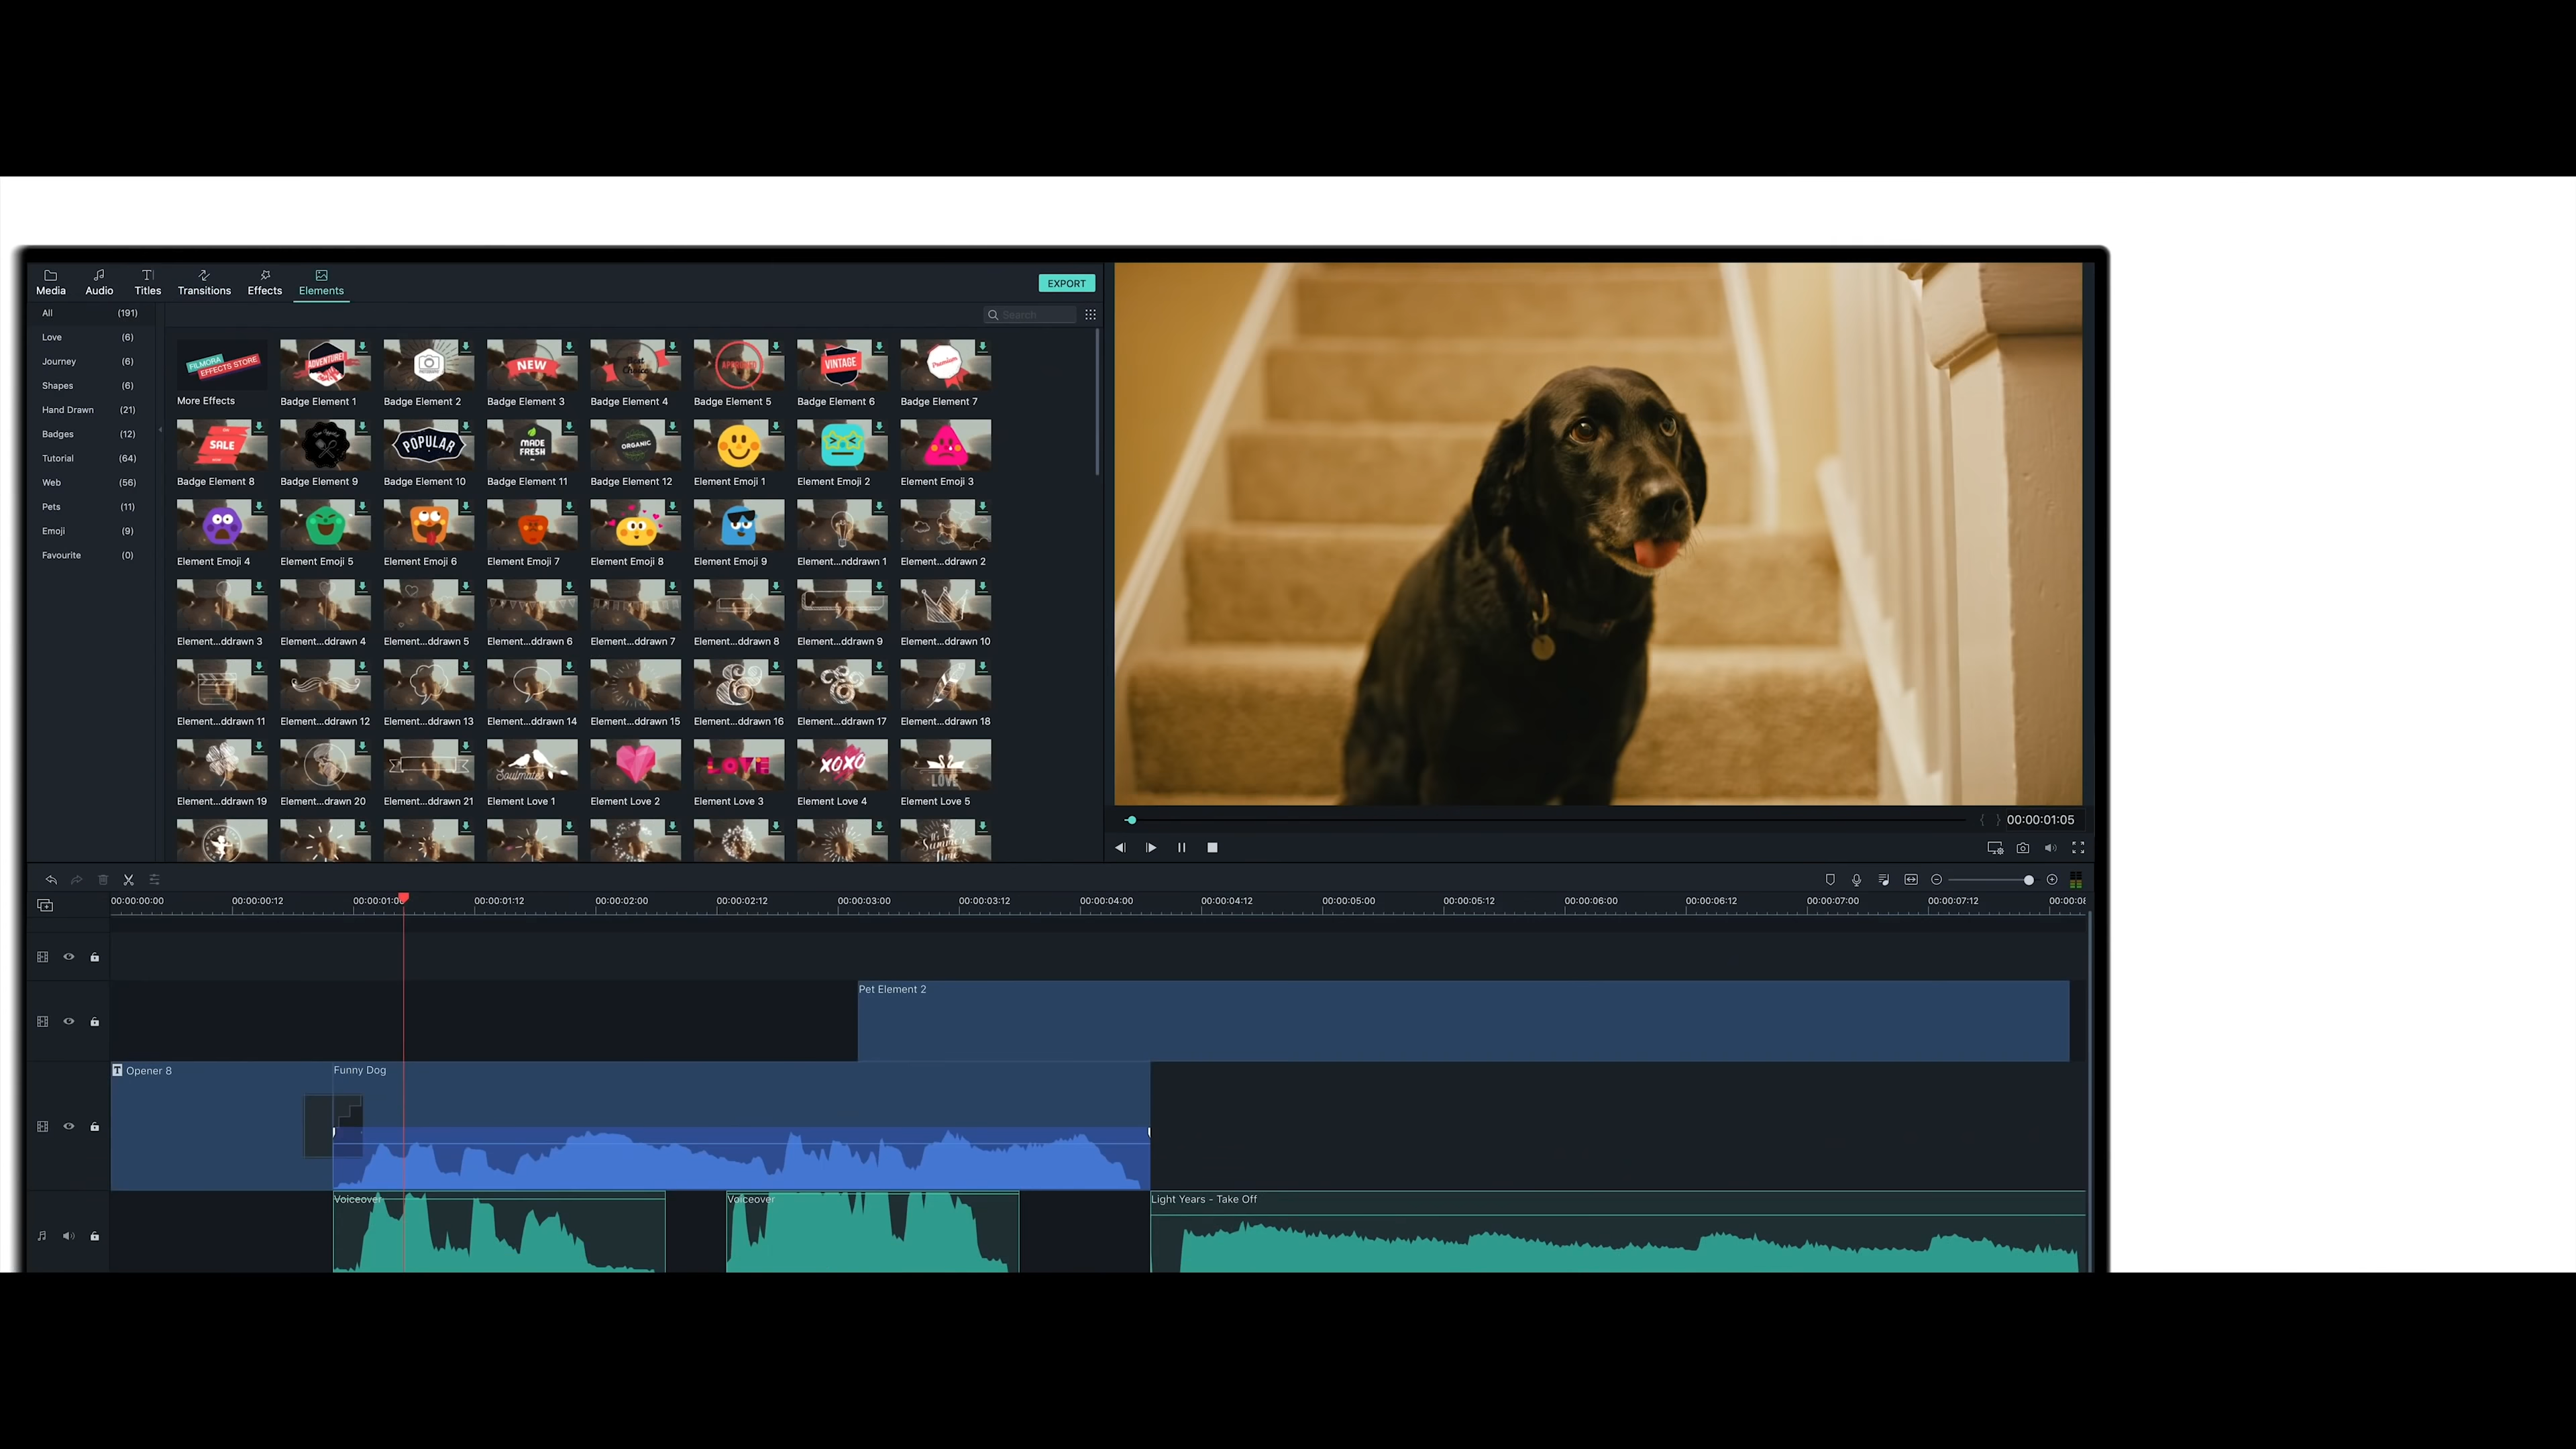 Media Audio Titles Transitions Effects Elements
EXPORT
Search
All (191)
Love (6)
Journey (6)
Shapes (6)
Hand Drawn (21)
Badges (12)
Tutorial (64)
Web (56)
Pets (11)
Emoji (9)
Favourite (0)
FILMORA
EFFECTS STORE
ADVENTURE!
NEW
Best
Choice
APPROVED
VINTAGE
Premium
More Effects Badge Element 1 Badge Element 2 Badge Element 3 Badge Element 4 Badge Element 5 Badge Element 6 Badge Element 7
SALE
POPULAR
MADE
FRESH
ORGANIC
Badge Element 8 Badge Element 9 Badge Element 10 Badge Element 11 Badge Element 12 Element Emoji 1 Element Emoji 2 Element Emoji 3
Element Emoji 4 Element Emoji 5 Element Emoji 6 Element Emoji 7 Element Emoji 8 Element Emoji 9 Element...nddrawn 1 Element...ddrawn 2
Element...ddrawn 3 Element...ddrawn 4 Element...ddrawn 5 Element...ddrawn 6 Element...ddrawn 7 Element...ddrawn 8 Element...ddrawn 9 Element...ddrawn 10
Element...ddrawn 11 Element...ddrawn 12 Element...ddrawn 13 Element...ddrawn 14 Element...ddrawn 15 Element...ddrawn 16 Element...ddrawn 17 Element...ddrawn 18
Soulmates
LOVE
XOXO
LOVE
Element...ddrawn 19 Element...drawn 20 Element...ddrawn 21 Element Love 1 Element Love 2 Element Love 3 Element Love 4 Element Love 5
It's
Summer
Time
00:00:01:05
00:00:00:00 00:00:00:12 00:00:01:0 00:00:01:12 00:00:02:00 00:00:02:12 00:00:03:00 00:00:03:12 00:00:04:00 00:00:04:12 00:00:05:00 00:00:05:12 00:00:06:00 00:00:06:12 00:00:07:00 00:00:07:12 00:00:0
Pet Element 2
T Opener 8
Funny Dog
Voiceover
Voiceover
Light Years - Take Off